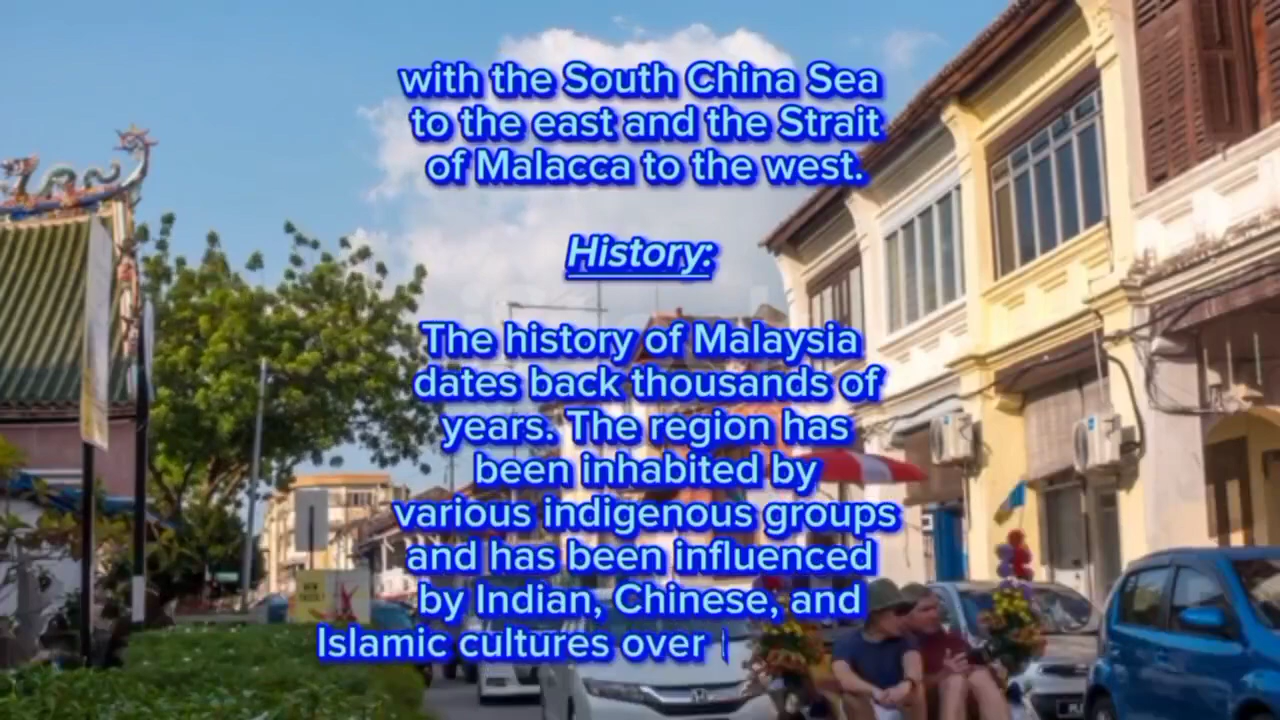 with the South China Sea
to the east and the Strait
of Malacca to the west.
History:
The history of Malaysia
dates back thousands of
years. The region has
been inhabited by
various indigenous groups
and has been influenced
by Indian, Chinese, and
Islamic cultures over